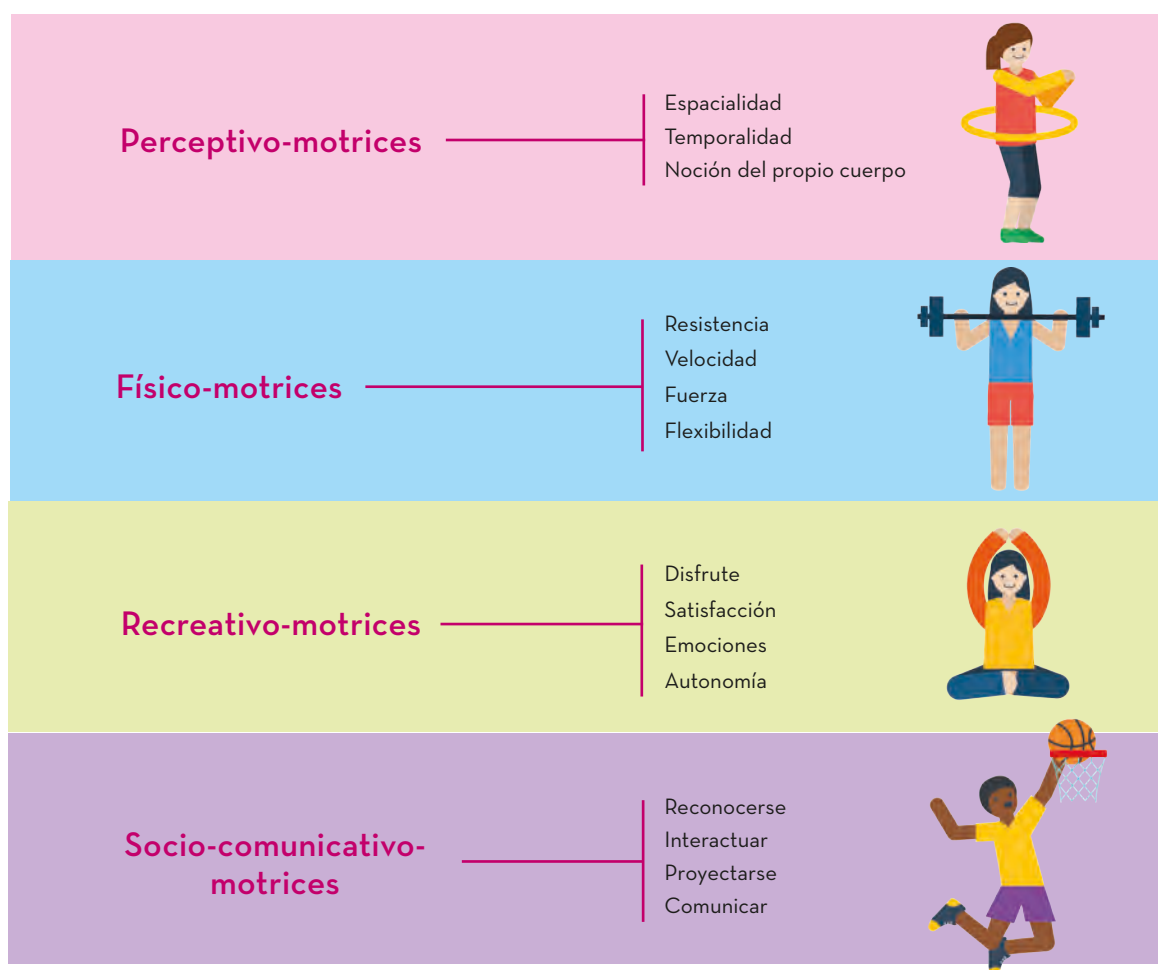 Perceptivo-motrices
Espacialidad
Temporalidad
Noción del propio cuerpo
Físico-motrices
Resistencia
Velocidad
Fuerza
Flexibilidad
Recreativo-motrices
Disfrute
Satisfacción
Emociones
Autonomía
Socio-comunicativo-
motrices
Reconocerse
Interactuar
Proyectarse
Comunicar